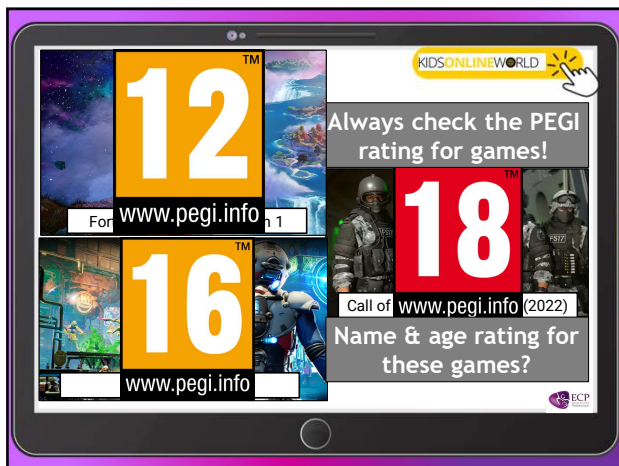 KIDSONLINEWORLD
12
TM
www.pegi.info
For
n 1
Always check the PEGI
rating for games!
18
TM
www.pegi.info
FS17
Call of
(2022)
16
TM
www.pegi.info
Name & age rating for
these games?
ECP